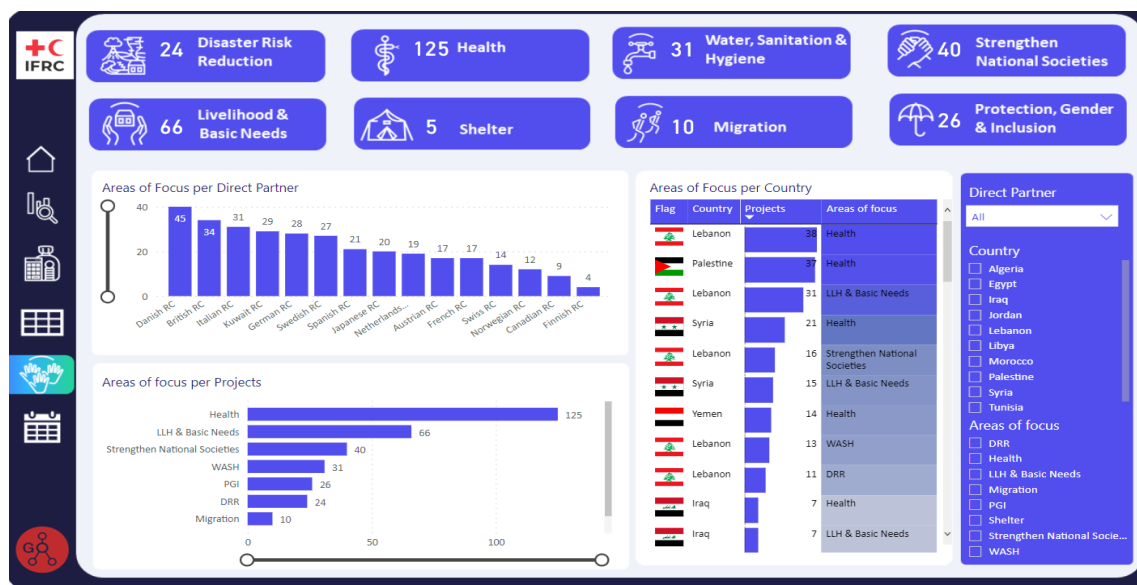 IFRC
24 Disaster Risk
Reduction
125 Health
31 Water, Sanitation &
Hygiene
40 Strengthen
National Societies
66 Livelihood &
Basic Needs
5 Shelter
10 Migration
26 Protection, Gender
& Inclusion
Areas of Focus per Direct Partner
40
20
0
45
34
31
29
28
27
21
20
19
17
17
14
12
9
4
Danish RC
British RC
Italian RC
Kuwait RC
German RC
Swedish RC
Spanish RC
Japanese RC
Netherlands...
Austrian RC
French RC
Swiss RC
Norwegian RC
Canadian RC
Finnish RC
Areas of focus per Projects
Health 125
LLH & Basic Needs 66
Strengthen National Societies 40
WASH 31
PGI 26
DRR 24
Migration 10
0 50 100
Areas of Focus per Country
Flag Country Projects Areas of focus
Lebanon 38 Health
Palestine 37 Health
Lebanon 31 LLH & Basic Needs
Syria 21 Health
Lebanon 16 Strengthen National
Societies
Syria 15 LLH & Basic Needs
Yemen 14 Health
Lebanon 13 WASH
Lebanon 11 DRR
Iraq 7 Health
Iraq 7 LLH & Basic Needs
Direct Partner
All
Country
Algeria
Egypt
Iraq
Jordan
Lebanon
Libya
Morocco
Palestine
Syria
Tunisia
Areas of focus
DRR
Health
LLH & Basic Needs
Migration
PGI
Shelter
Strengthen National Socie...
WASH